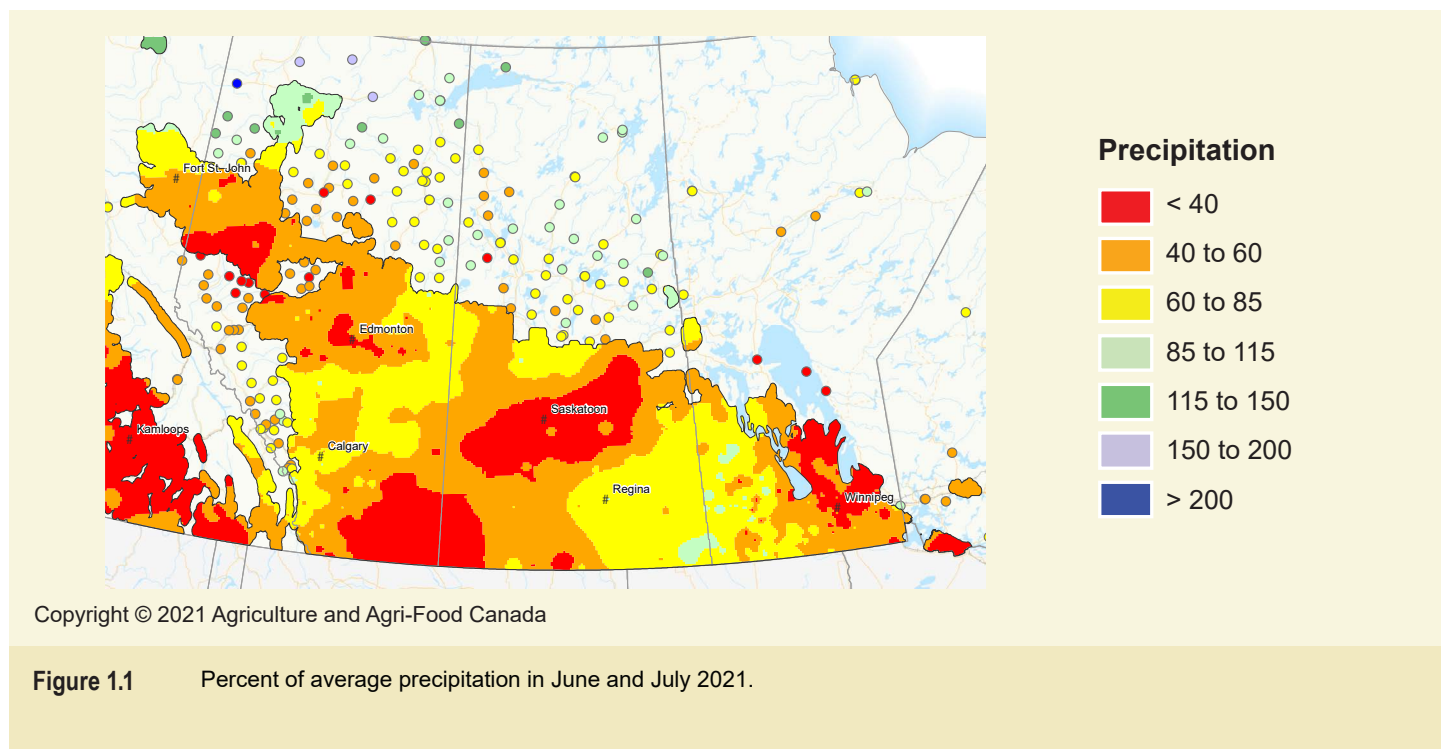 Fort St. John
#
Edmonton
#
Saskatoon
#
Kamloops
#
Calgary
#
Regina
#
Winnipeg
#
Precipitation
< 40
40 to 60
60 to 85
85 to 115
115 to 150
150 to 200
> 200
Copyright © 2021 Agriculture and Agri-Food Canada
Figure 1.1 Percent of average precipitation in June and July 2021.